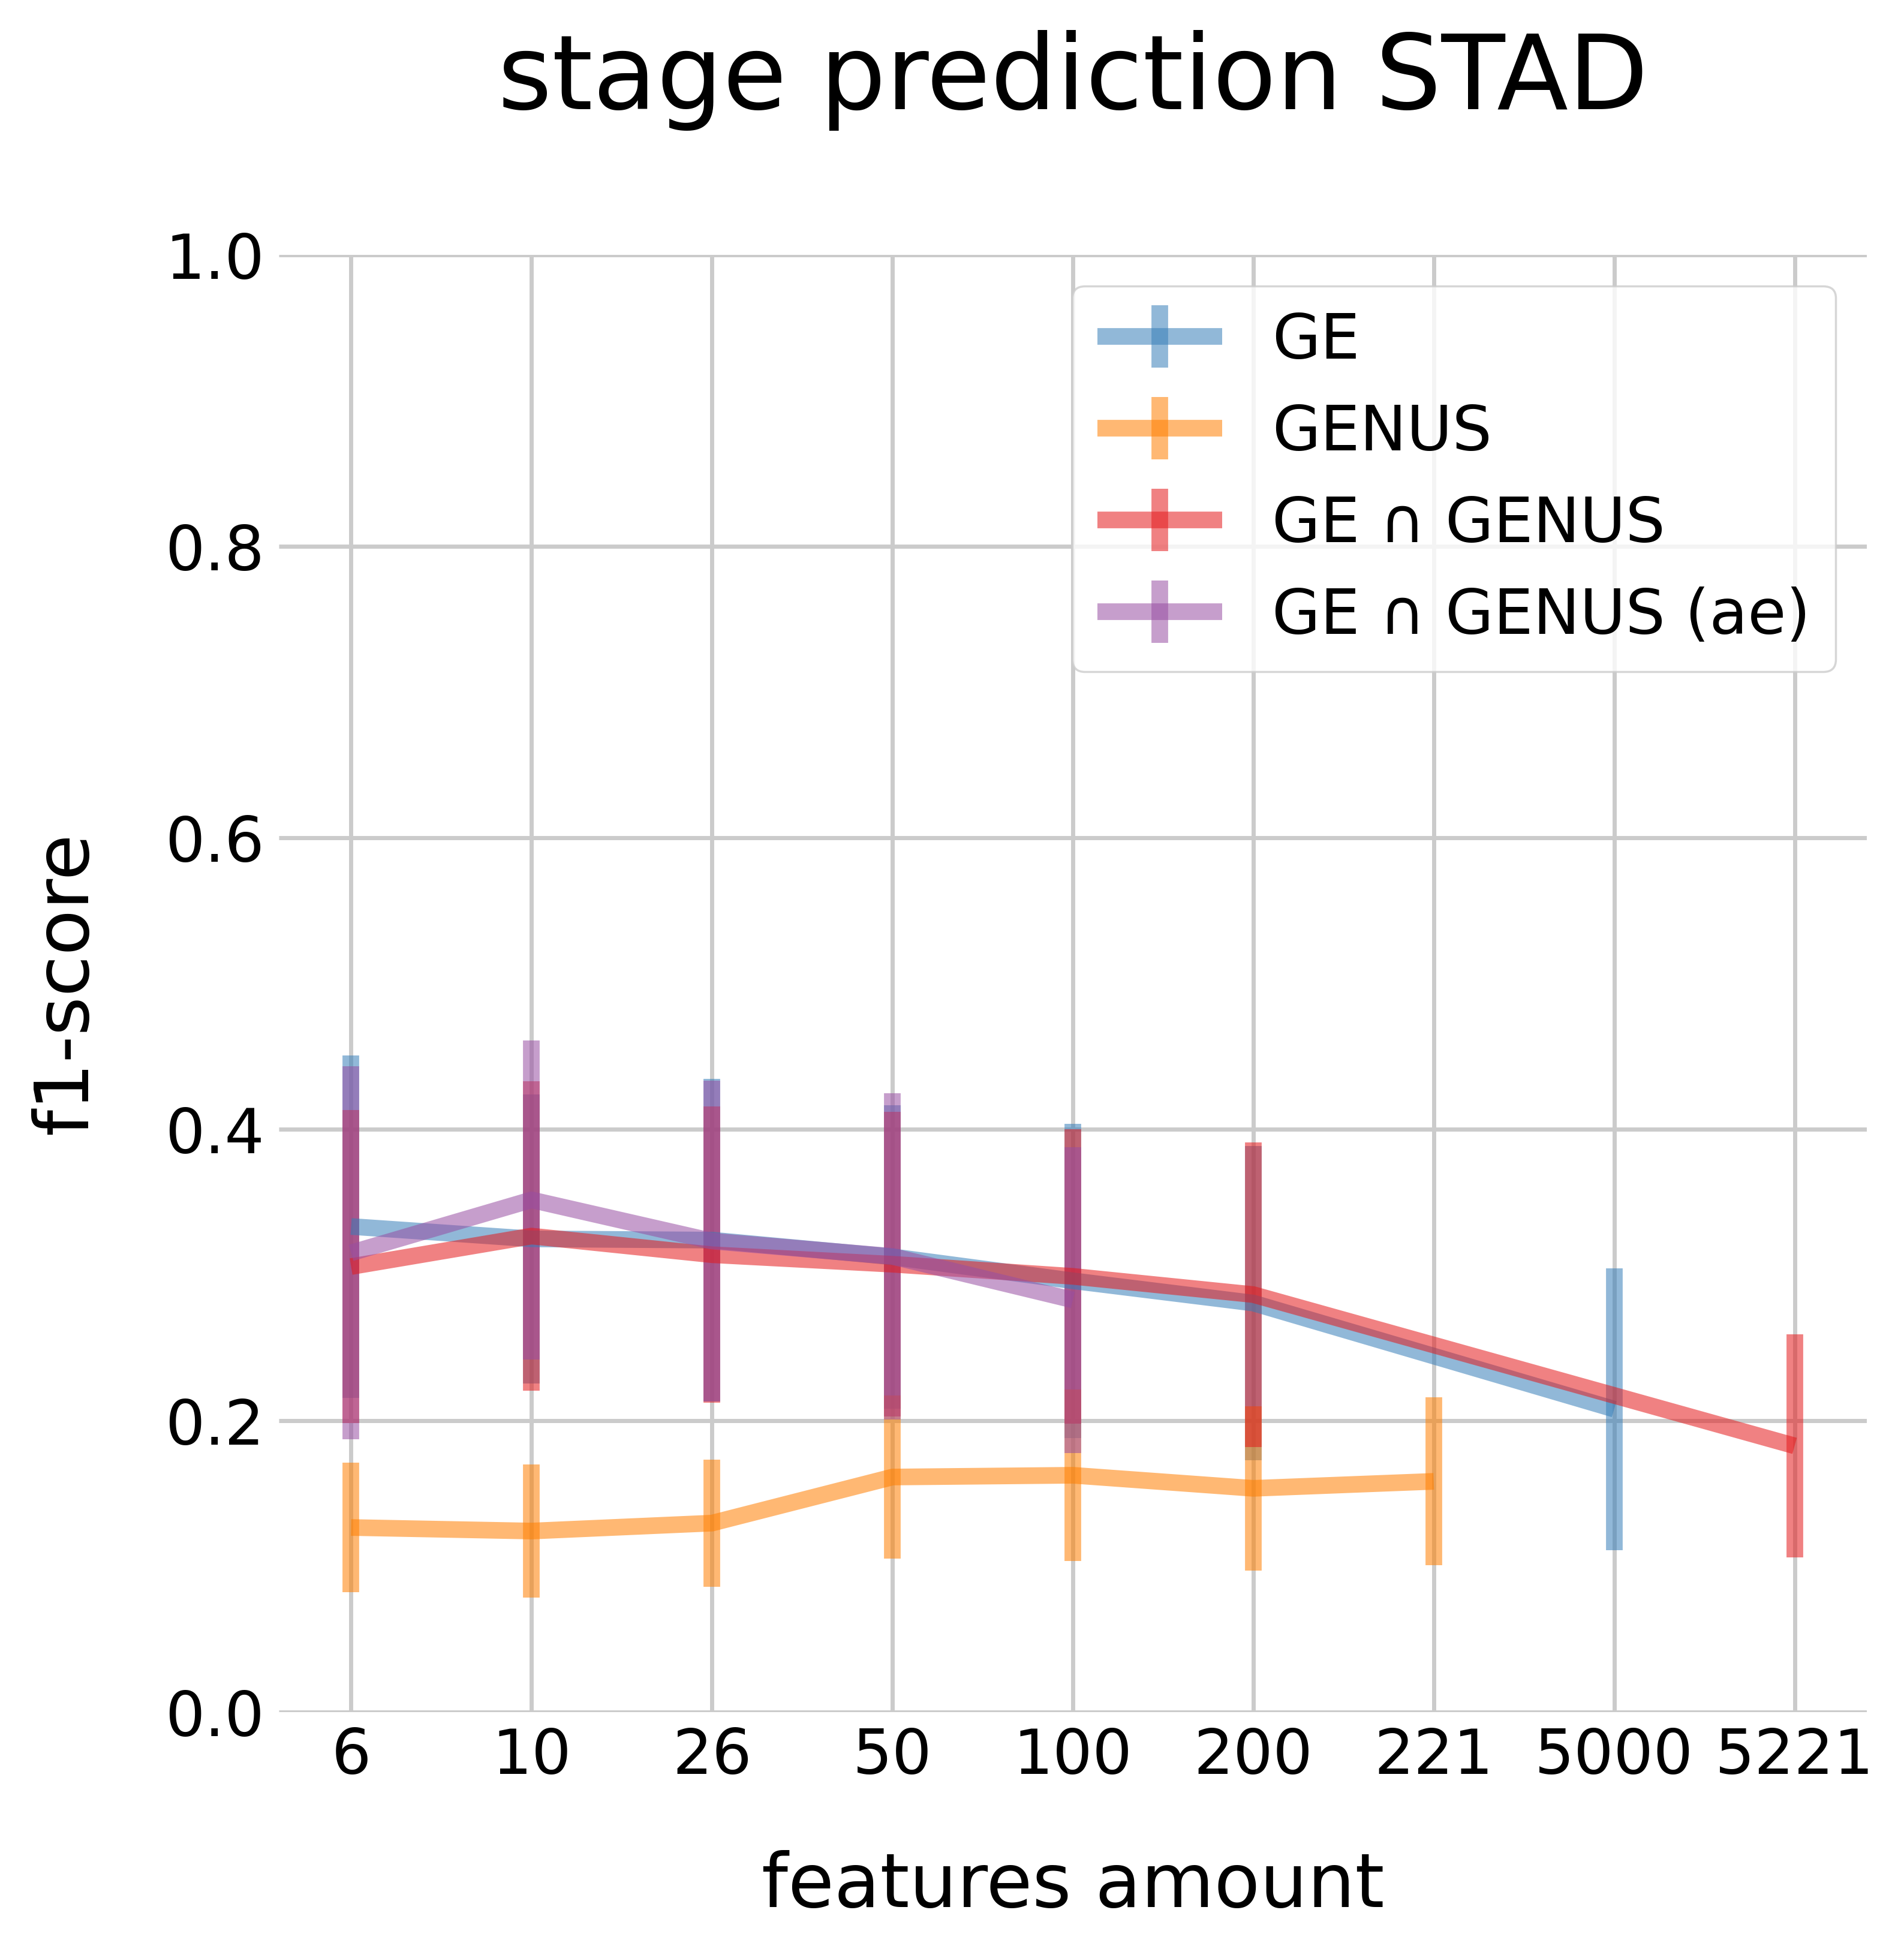 stage prediction STAD
1.0
0.8
0.6
0.4
0.2
0.0
f1-score
GE
GENUS
GE ∩ GENUS
GE ∩ GENUS (ae)
6 10 26 50 100 200 221 5000 5221
features amount